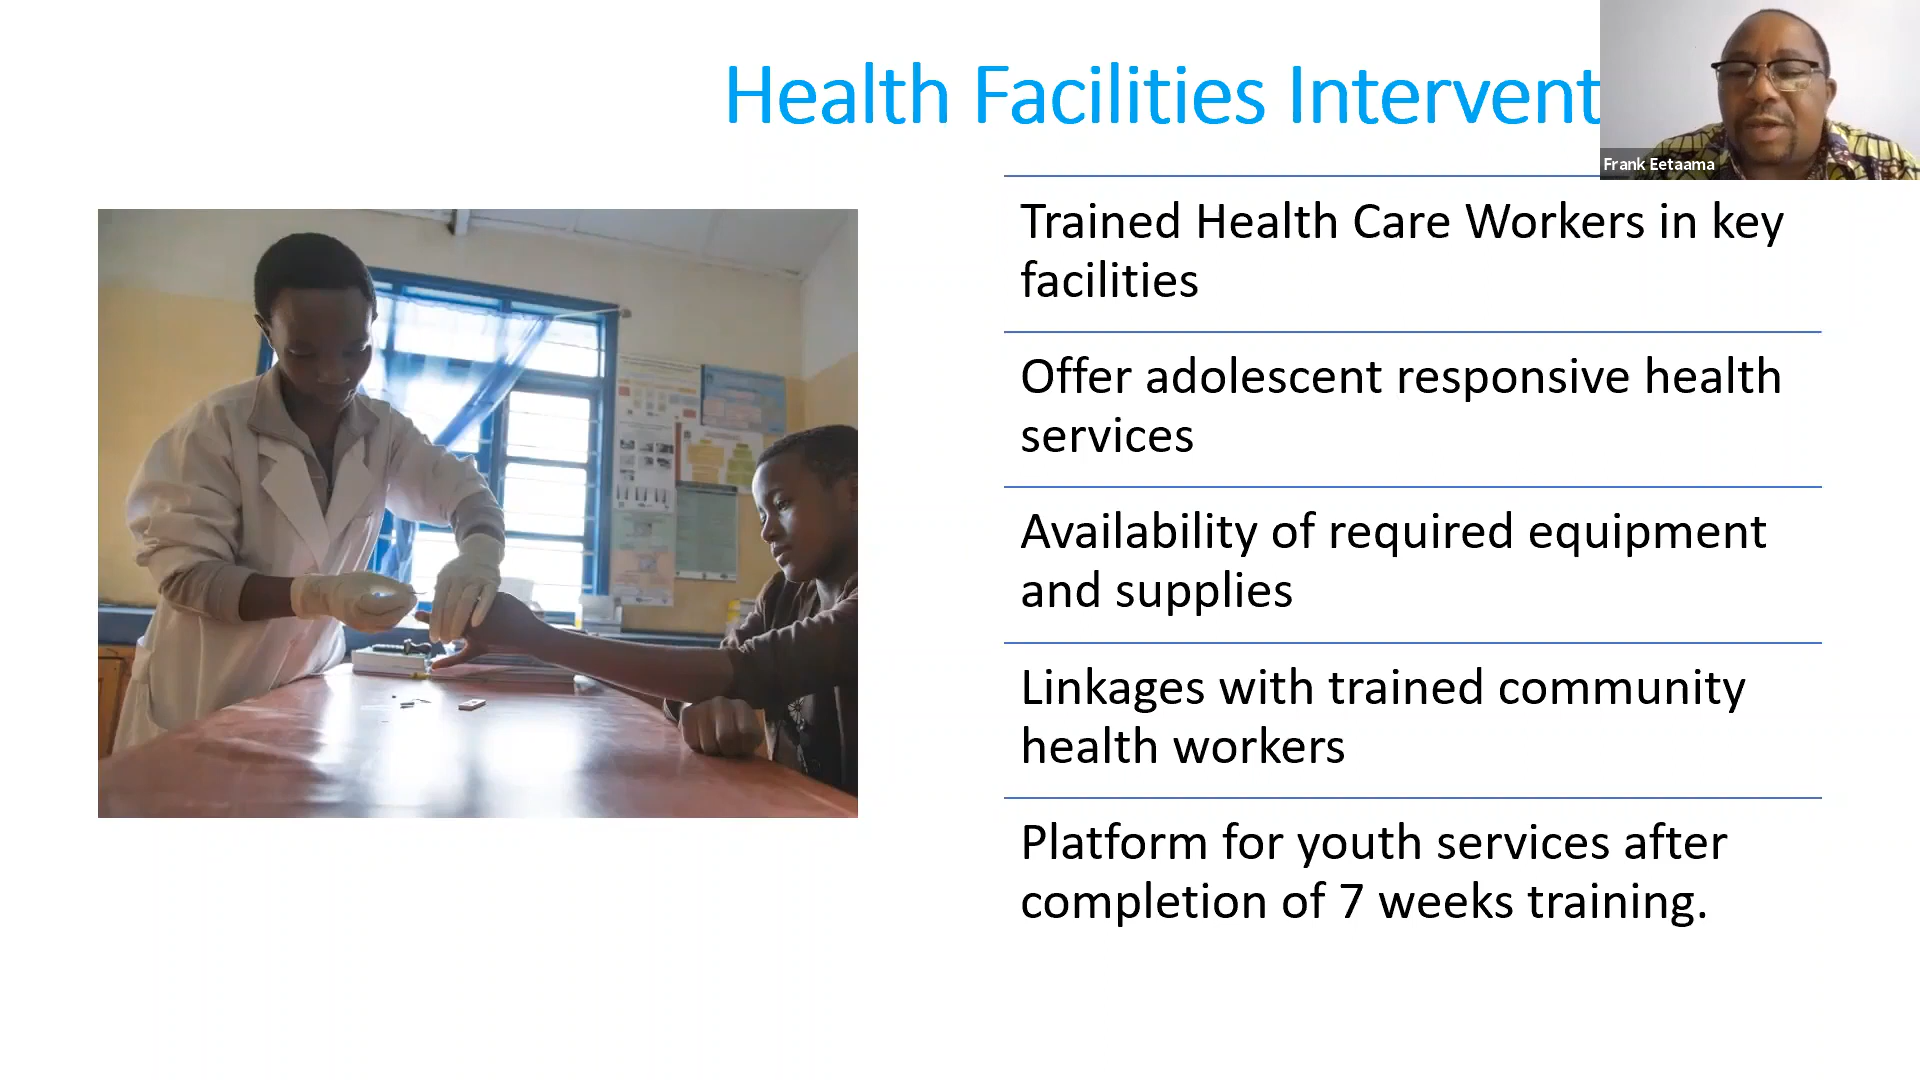 Health Facilities Intervent
Frank Eetaama
Trained Health Care Workers in key
facilities
Offer adolescent responsive health
services
Availability of required equipment
and supplies
Linkages with trained community
health workers
Platform for youth services after
completion of 7 weeks training.